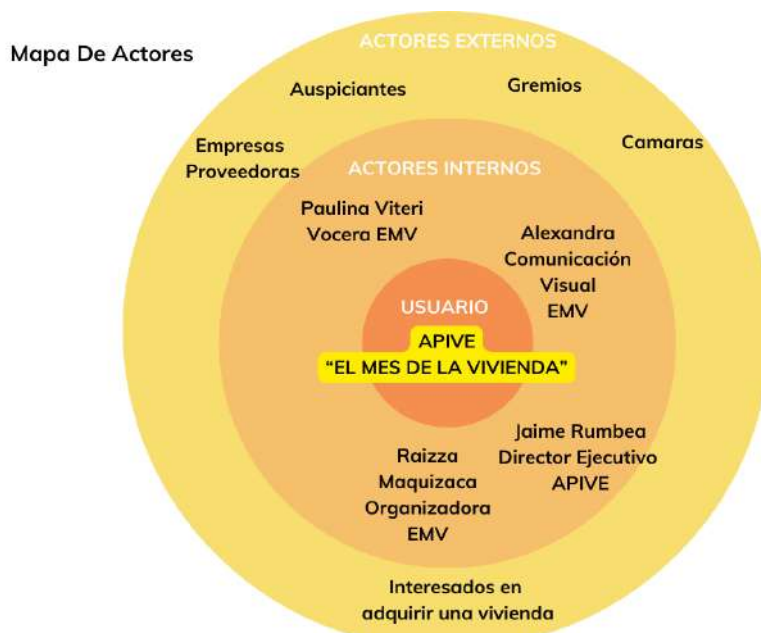 Mapa De Actores
ACTORES EXTERNOS
Auspiciantes
Gremios
Empresas
Proveedoras
Camaras
ACTORES INTERNOS
Paulina Viteri
Vocera EMV
Alexandra
Comunicación
Visual
EMV
USUARIO
APIVE
“EL MES DE LA VIVIENDA”
Raizza
Maquizaca
Organizadora
EMV
Jaime Rumbea
Director Ejecutivo
APIVE
Interesados en
adquirir una vivienda